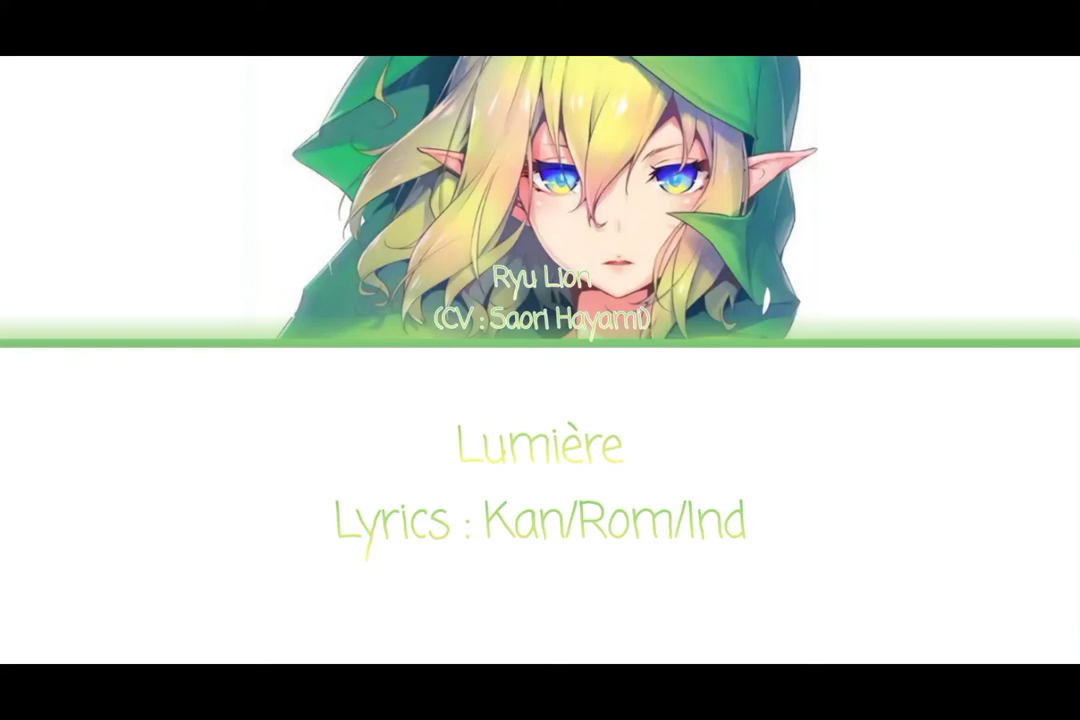 Ryu Lion
(CV : Saori Hayami)
Lumière
Lyrics : Kan/Rom/Ind